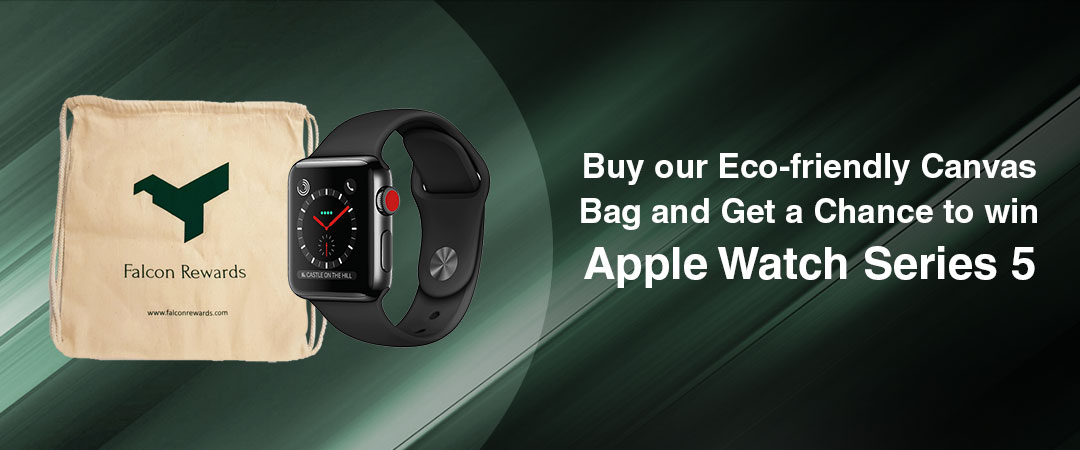 Falcon Rewards
www.falconrewards.com
CASTLE ON THE HILL
Buy our Eco-friendly Canvas
Bag and Get a Chance to win
Apple Watch Series 5